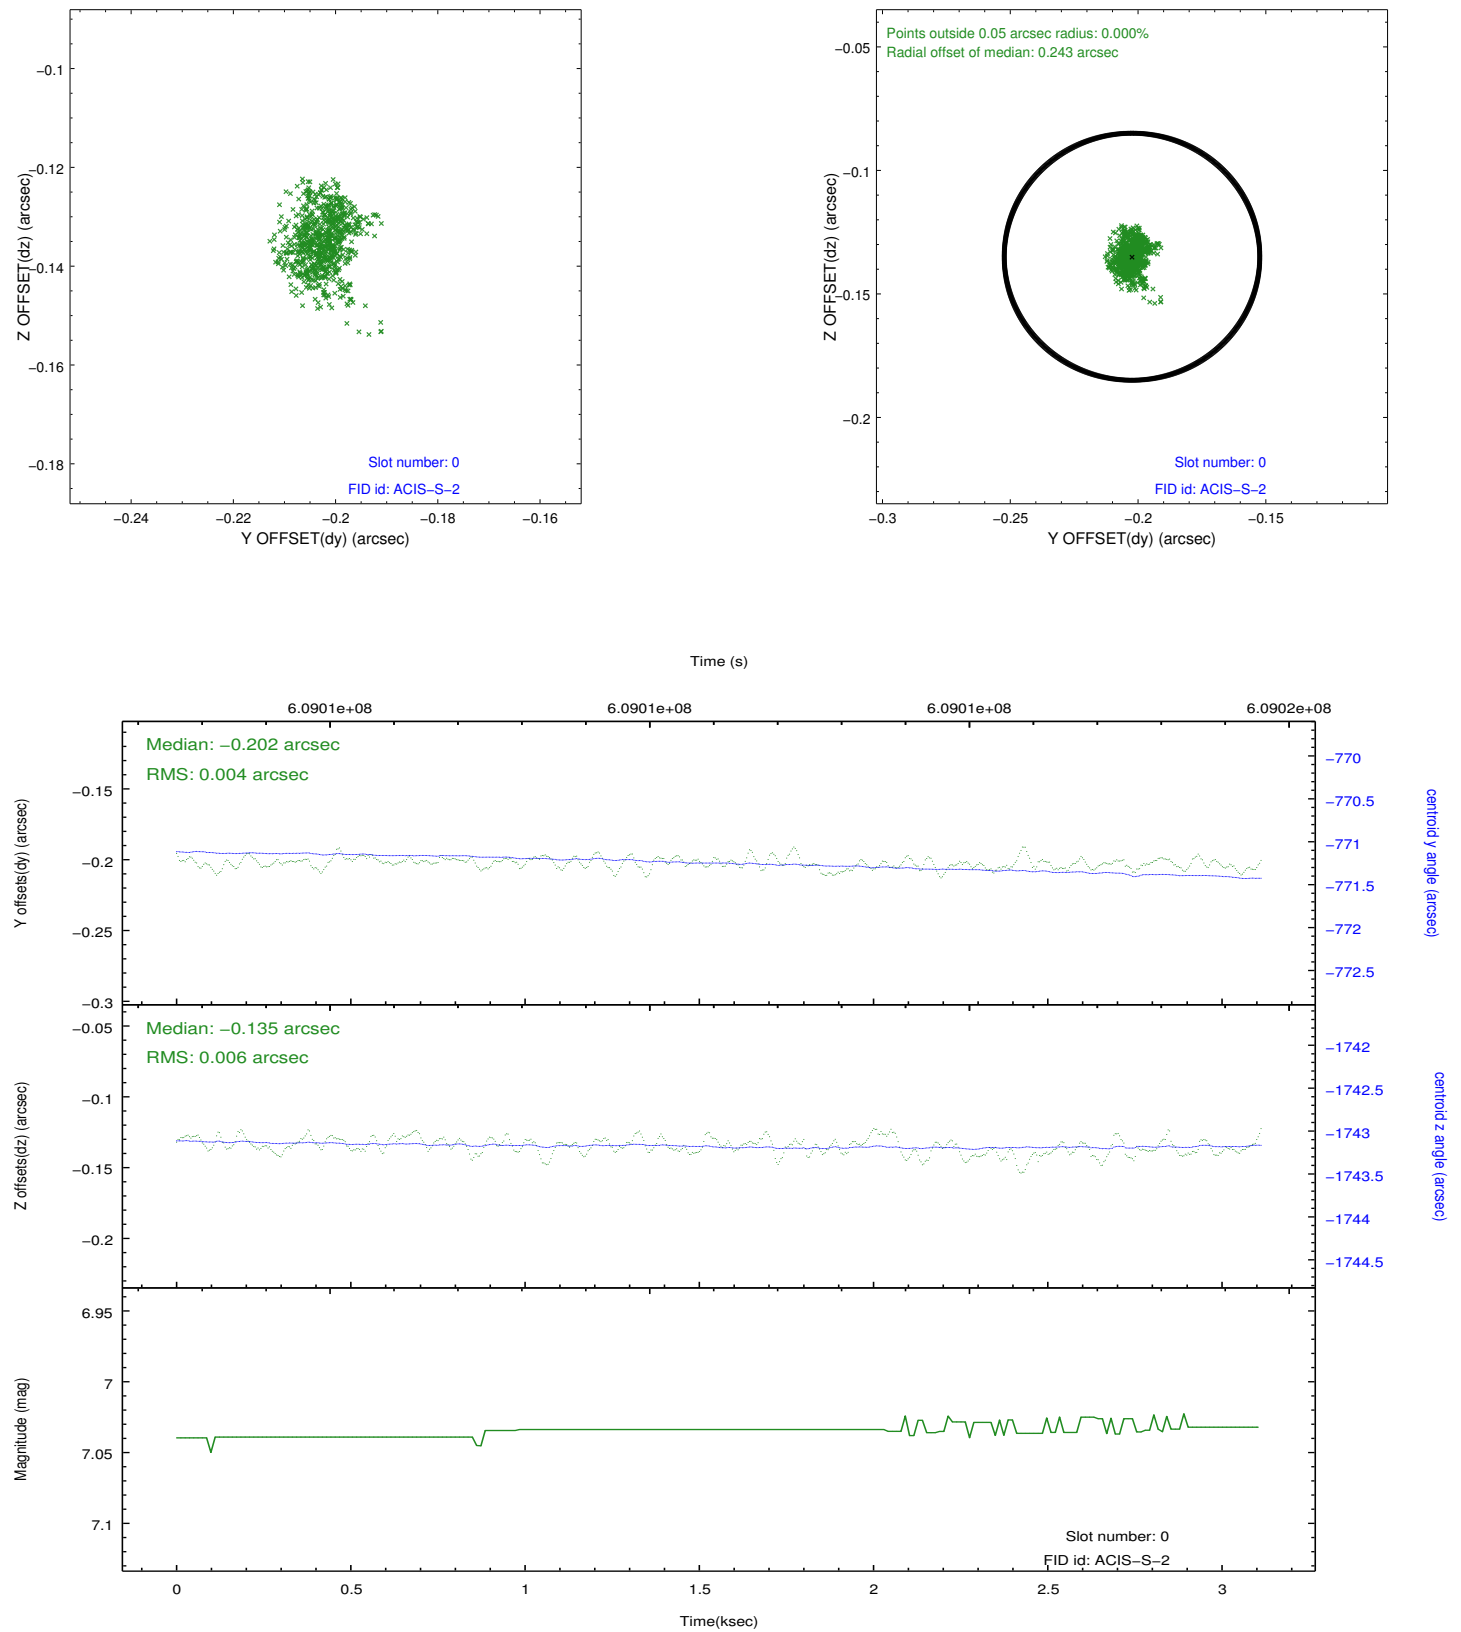 −0.1
−0.12
−0.14
−0.16
−0.18
Z OFFSET(dz) (arcsec)
Slot number: 0
FID id: ACIS−S−2
−0.24
−0.22
−0.2
−0.18
−0.16
Y OFFSET(dy) (arcsec)
Points outside 0.05 arcsec radius: 0.000%
Radial offset of median: 0.243 arcsec
−0.05
−0.1
−0.15
−0.2
Z OFFSET(dz) (arcsec)
Slot number: 0
FID id: ACIS−S−2
−0.3
−0.25
−0.2
−0.15
Y OFFSET(dy) (arcsec)
Time (s)
6.0901e+08
6.0901e+08
6.0901e+08
6.0902e+08
Median: −0.202 arcsec
RMS: 0.004 arcsec
−0.15
−0.2
−0.25
−0.3
Y offsets(dy) (arcsec)
−770
−770.5
−771
−771.5
−772
−772.5
centroid y angle (arcsec)
Median: −0.135 arcsec
RMS: 0.006 arcsec
−0.05
−0.1
−0.15
−0.2
Z offsets(dz) (arcsec)
−1742
−1742.5
−1743
−1743.5
−1744
−1744.5
centroid z angle (arcsec)
6.95
7
7.05
7.1
Magnitude (mag)
Slot number: 0
FID id: ACIS−S−2
0
0.5
1
1.5
2
2.5
3
Time(ksec)